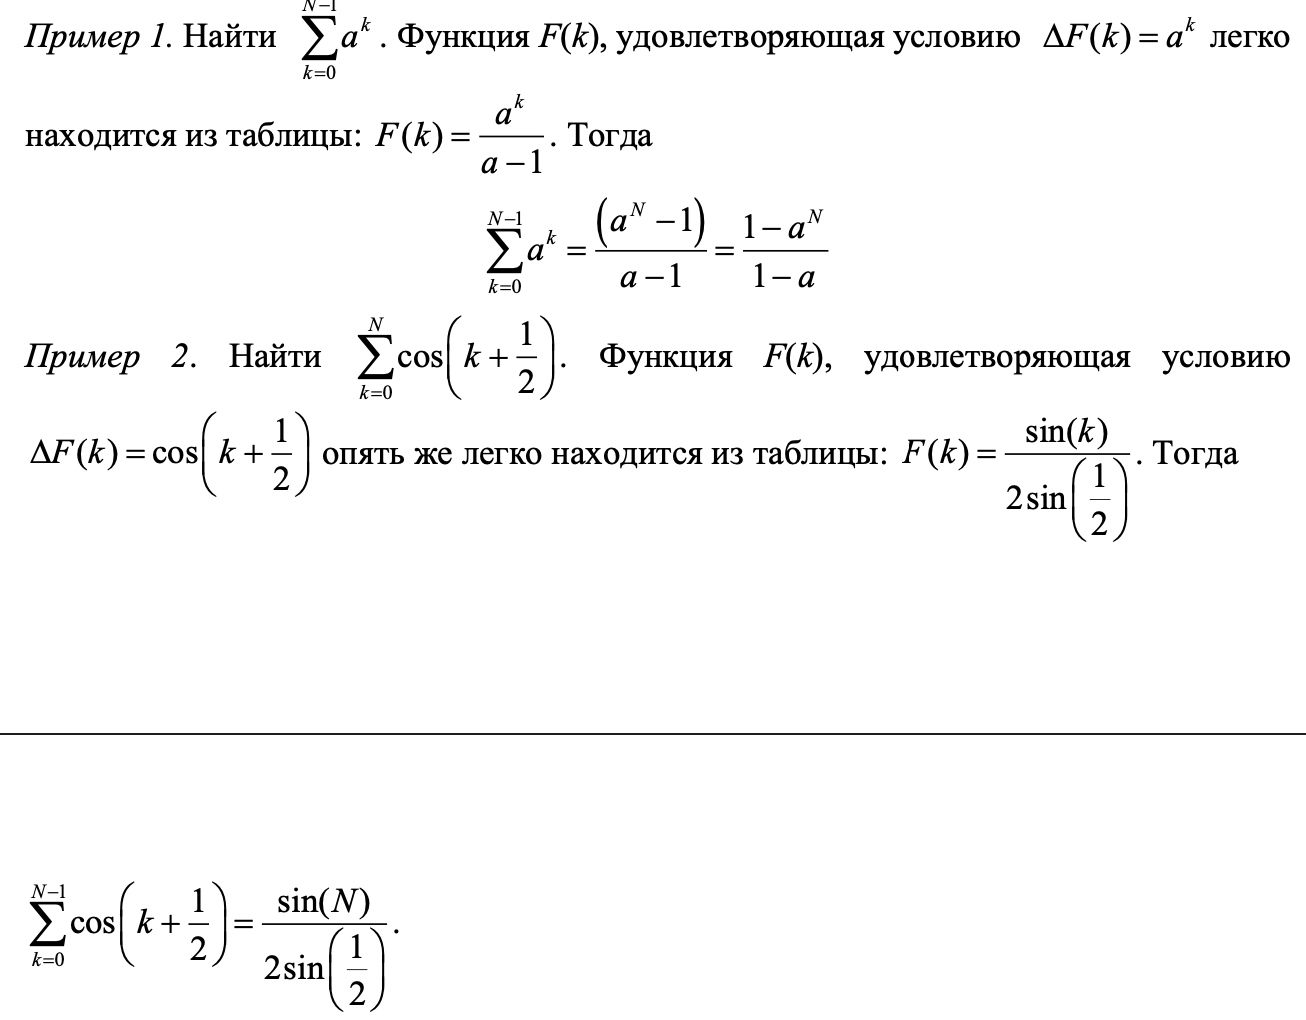 Пример 1. Найти $\sum_{k=0}^{N-1} a^k$. Функция F(k), удовлетворяющая условию $\Delta F(k) = a^k$ легко
находится из таблицы: $F(k) = \frac{a^k}{a-1}$. Тогда
$\sum_{k=0}^{N-1} a^k = \frac{(a^N - 1)}{a-1} = \frac{1-a^N}{1-a}$
Пример 2. Найти $\sum_{k=0}^{N} \cos\left(k+\frac{1}{2}\right)$. Функция F(k), удовлетворяющая условию
$\Delta F(k) = \cos\left(k+\frac{1}{2}\right)$ опять же легко находится из таблицы: $F(k) = \frac{\sin(k)}{2\sin\left(\frac{1}{2}\right)}$. Тогда
$\sum_{k=0}^{N-1} \cos\left(k+\frac{1}{2}\right) = \frac{\sin(N)}{2\sin\left(\frac{1}{2}\right)}$.